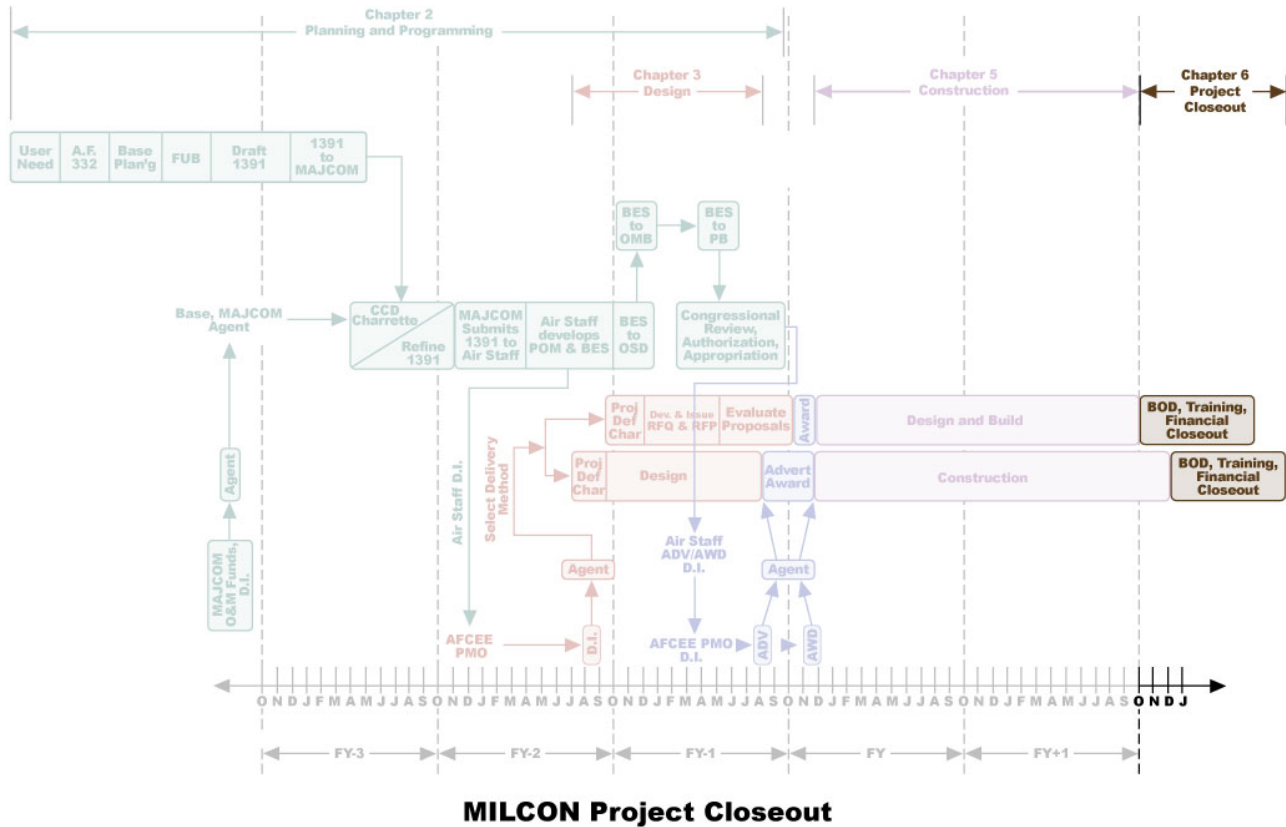 Chapter 2
Planning and Programming
Chapter 3
Design
Chapter 5
Construction
Chapter 6
Project
Closeout
User
Need
A.F.
332
Base
Plan'g
FUB
Draft
1391
1391
to
MAJCOM
BES
to
OMB
BES
to
PB
Base, MAJCOM
Agent
CCD
Charrette
Refine
1391
MAJCOM
Submits
1391 to
Air Staff
Air Staff
develops
POM & BES
BES
to
OSD
Congressional
Review,
Authorization,
Appropriation
Proj
Def
Char
Dev. & Issue
RFQ & RFP
Evaluate
Proposals
Award
Design and Build
BOD, Training,
Financial
Closeout
Proj
Def
Char
Design
Advert
Award
Construction
BOD, Training,
Financial
Closeout
Agent
MAJCOM
O&M Funds,
D.I.
Air Staff D.I.
Select Delivery
Method
Agent
Air Staff
ADV/AWD
D.I.
Agent
AFCEE
PMO
D.I.
AFCEE PMO
D.I.
ADV
AWD
O N D J F M A M J J A S O N D J F M A M J J A S O N D J F M A M J J A S O N D J F M A M J J A S O N D J F M A M J J A S O N D J
FY-3
FY-2
FY-1
FY
FY+1
MILCON Project Closeout